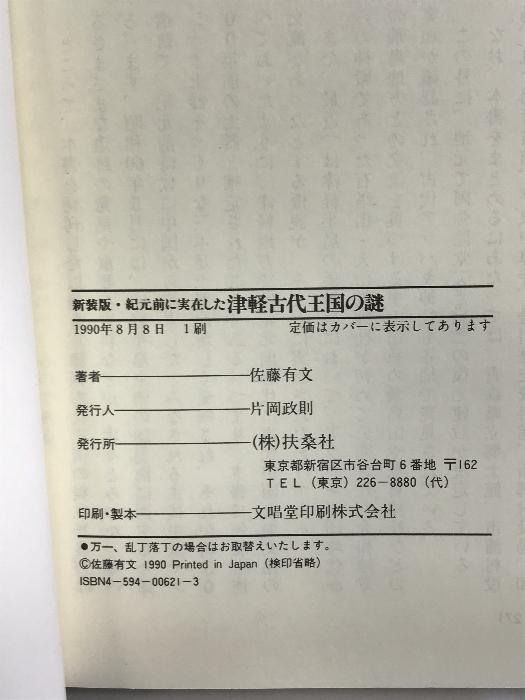 新装版・紀元前に実在した津軽古代王国の謎
1990年8月8日 1刷 定価はカバーに表示してあります
著者――佐藤有文
発行人――片岡政則
発行所――(株)扶桑社
東京都新宿区市谷台町6番地 〒162
TEL(東京)226-8880(代)
印刷・製本――文唱堂印刷株式会社
●万一、乱丁落丁の場合はお取替えいたします。
©佐藤有文 1990 Printed in Japan(検印省略)
ISBN4-594-00621-3